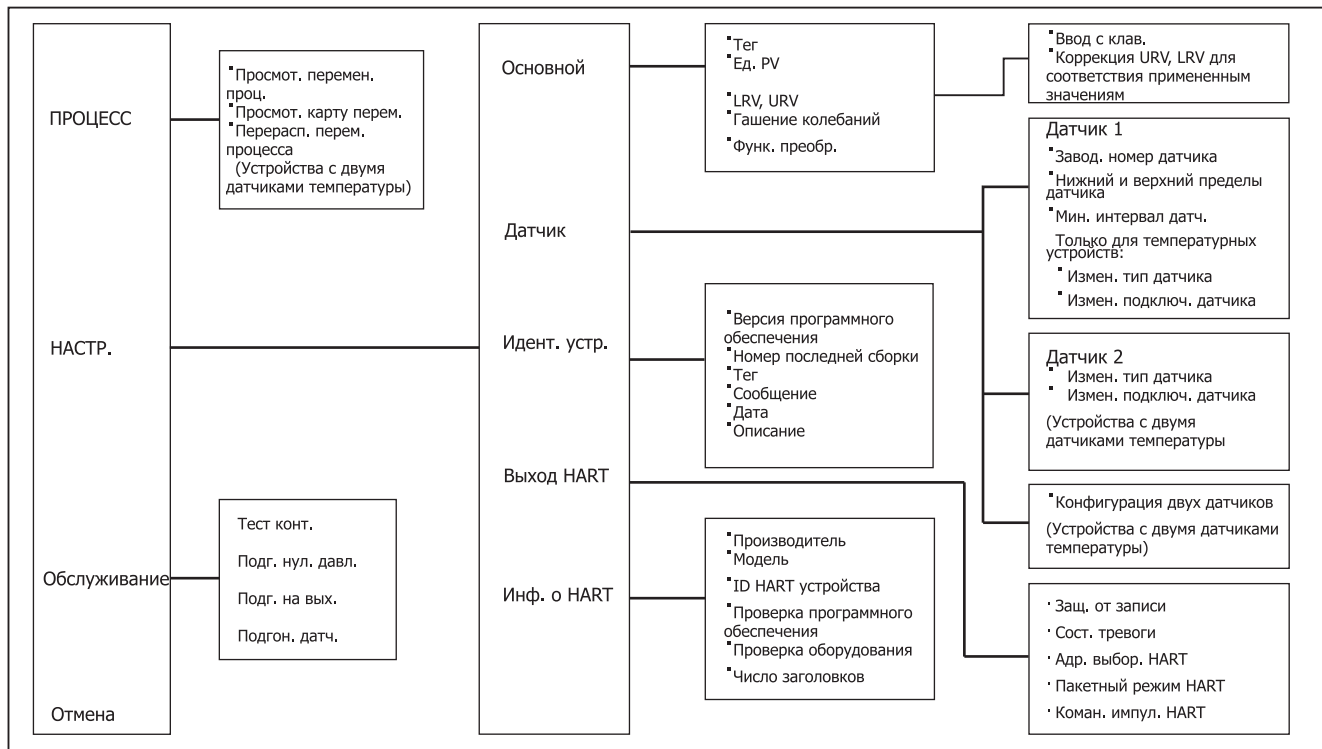 ПРОЦЕСС
НАСТР.
Обслуживание
Отмена
▪Просмот. перемен.
проц.
▪Просмот. карту перем.
▪Перерасп. перем.
процесса
(Устройства с двумя
датчиками температуры)
Тест конт.
Подг. нул. давл.
Подг. на вых.
Подгон. датч.
Основной
Датчик
Идент. устр.
Выход HART
Инф. о HART
▪Тег
▪Ед. PV
▪LRV, URV
▪Гашение колебаний
▪Функ. преобр.
▪Версия программного
обеспечения
▪Номер последней сборки
▪Тег
▪Сообщение
▪Дата
▪Описание
▪Производитель
▪Модель
▪ID HART устройства
▪Проверка программного
обеспечения
▪Проверка оборудования
▪Число заголовков
▪Ввод с клав.
▪Коррекция URV, LRV для
соответствия примененным
значениям
Датчик 1
▪Завод. номер датчика
▪Нижний и верхний пределы
датчика
▪Мин. интервал датч.
Только для температурных
устройств:
▪Измен. тип датчика
▪Измен. подключ. датчика
Датчик 2
▪Измен. тип датчика
▪Измен. подключ. датчика
(Устройства с двумя
датчиками температуры
▪Конфигурация двух датчиков
(Устройства с двумя датчиками
температуры)
· Защ. от записи
· Сост. тревоги
· Адр. выбор. HART
· Пакетный режим HART
· Коман. импул. HART